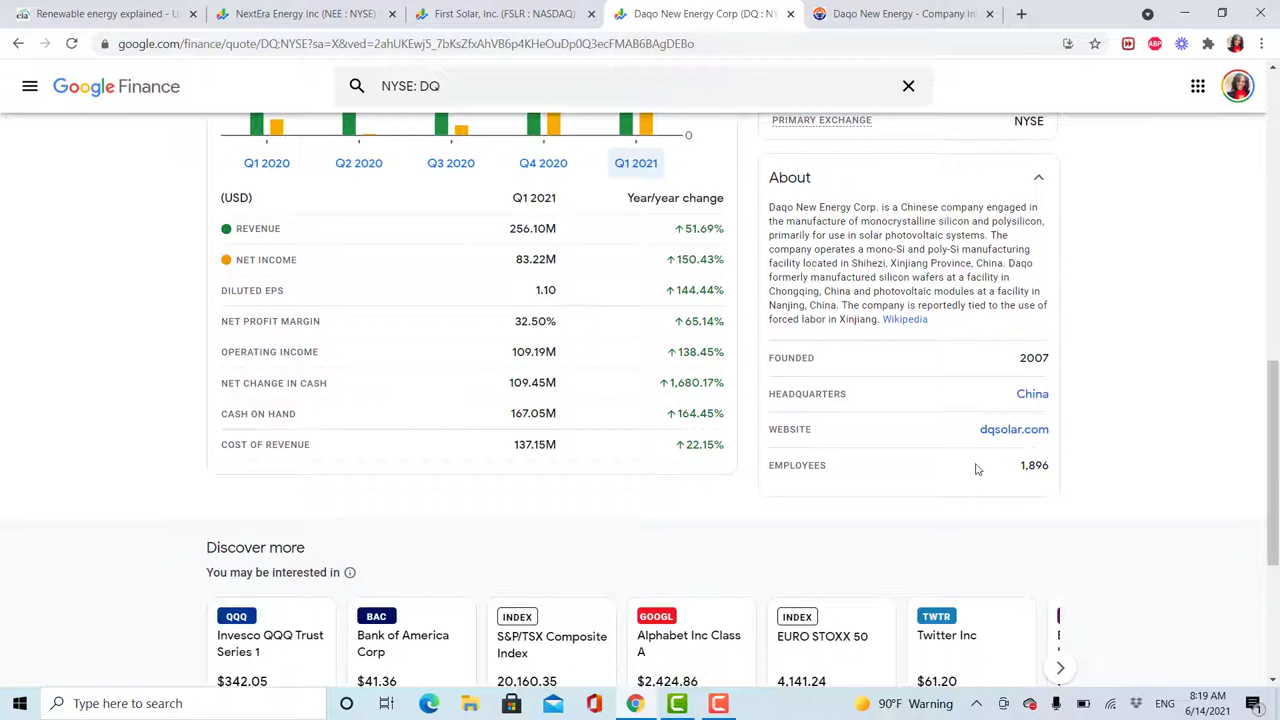 eia Renewable energy explained - U
NextEra Energy Inc (NEE : NYSE)
First Solar, Inc. (FSLR : NASDAQ)
Daqo New Energy Corp (DQ : NY
Daqo New Energy - Company In
google.com/finance/quote/DQ:NYSE?sa=X&ved=
ABP
Google Finance
NYSE: DQ
0
Q1 2020 Q2 2020 Q3 2020 Q4 2020 Q1 2021
(USD) Q1 2021 Year/year change
REVENUE 256.10M ↑51.69%
NET INCOME 83.22M ↑150.43%
DILUTED EPS 1.10 ↑144.44%
NET PROFIT MARGIN 32.50% ↑65.14%
OPERATING INCOME 109.19M ↑138.45%
NET CHANGE IN CASH 109.45M ↑1,680.17%
CASH ON HAND 167.05M ↑164.45%
COST OF REVENUE 137.15M ↑22.15%
PRIMARY EXCHANGE NYSE
About
Daqo New Energy Corp. is a Chinese company engaged in
the manufacture of monocrystalline silicon and polysilicon,
primarily for use in solar photovoltaic systems. The
company operates a mono-Si and poly-Si manufacturing
facility located in Shihezi, Xinjiang Province, China. Daqo
formerly manufactured silicon wafers at a facility in
Chongqing, China and photovoltaic modules at a facility in
Nanjing, China. The company is reportedly tied to the use of
forced labor in Xinjiang. Wikipedia
FOUNDED 2007
HEADQUARTERS China
WEBSITE dqsolar.com
EMPLOYEES 1,896
Discover more
You may be interested in
QQQ
Invesco QQQ Trust
Series 1
$342.05
BAC
Bank of America
Corp
$41.36
INDEX
S&P/TSX Composite
Index
20,160.35
GOOGL
Alphabet Inc Class
A
$2,424.86
INDEX
EURO STOXX 50
4,141.24
TWTR
Twitter Inc
$61.20
Type here to search
90°F Warning
ENG
8:19 AM
6/14/2021